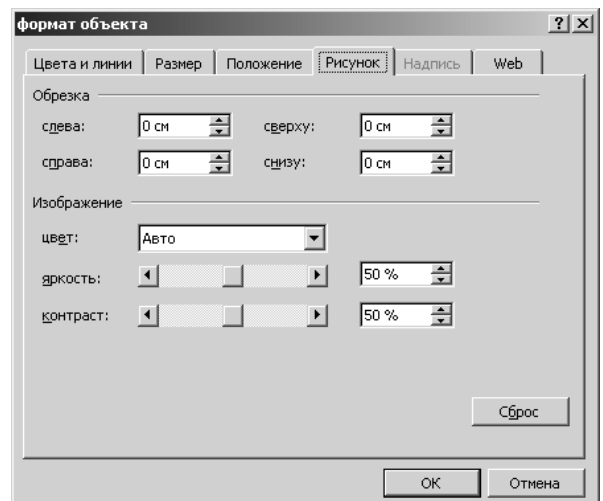 формат объекта
Цвета и линии Размер Положение Рисунок Надпись Web
Обрезка
слева: 0 см сверху: 0 см
справа: 0 см снизу: 0 см
Изображение
цвет: Авто
яркость: 50 %
контраст: 50 %
Сброс
ОК Отмена